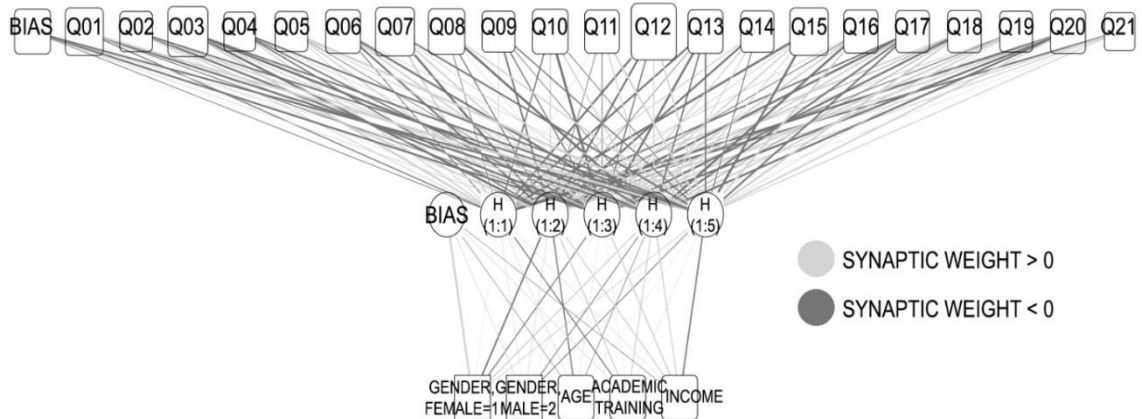 BIAS Q01 Q02 Q03 Q04 Q05 Q06 Q07 Q08 Q09 Q10 Q11 Q12 Q13 Q14 Q15 Q16 Q17 Q18 Q19 Q20 Q21
BIAS H (1:1) H (1:2) H (1:3) H (1:4) H (1:5)
SYNAPTIC WEIGHT > 0
SYNAPTIC WEIGHT < 0
GENDER, FEMALE=1
GENDER, MALE=2
AGE
ACADEMIC TRAINING
INCOME